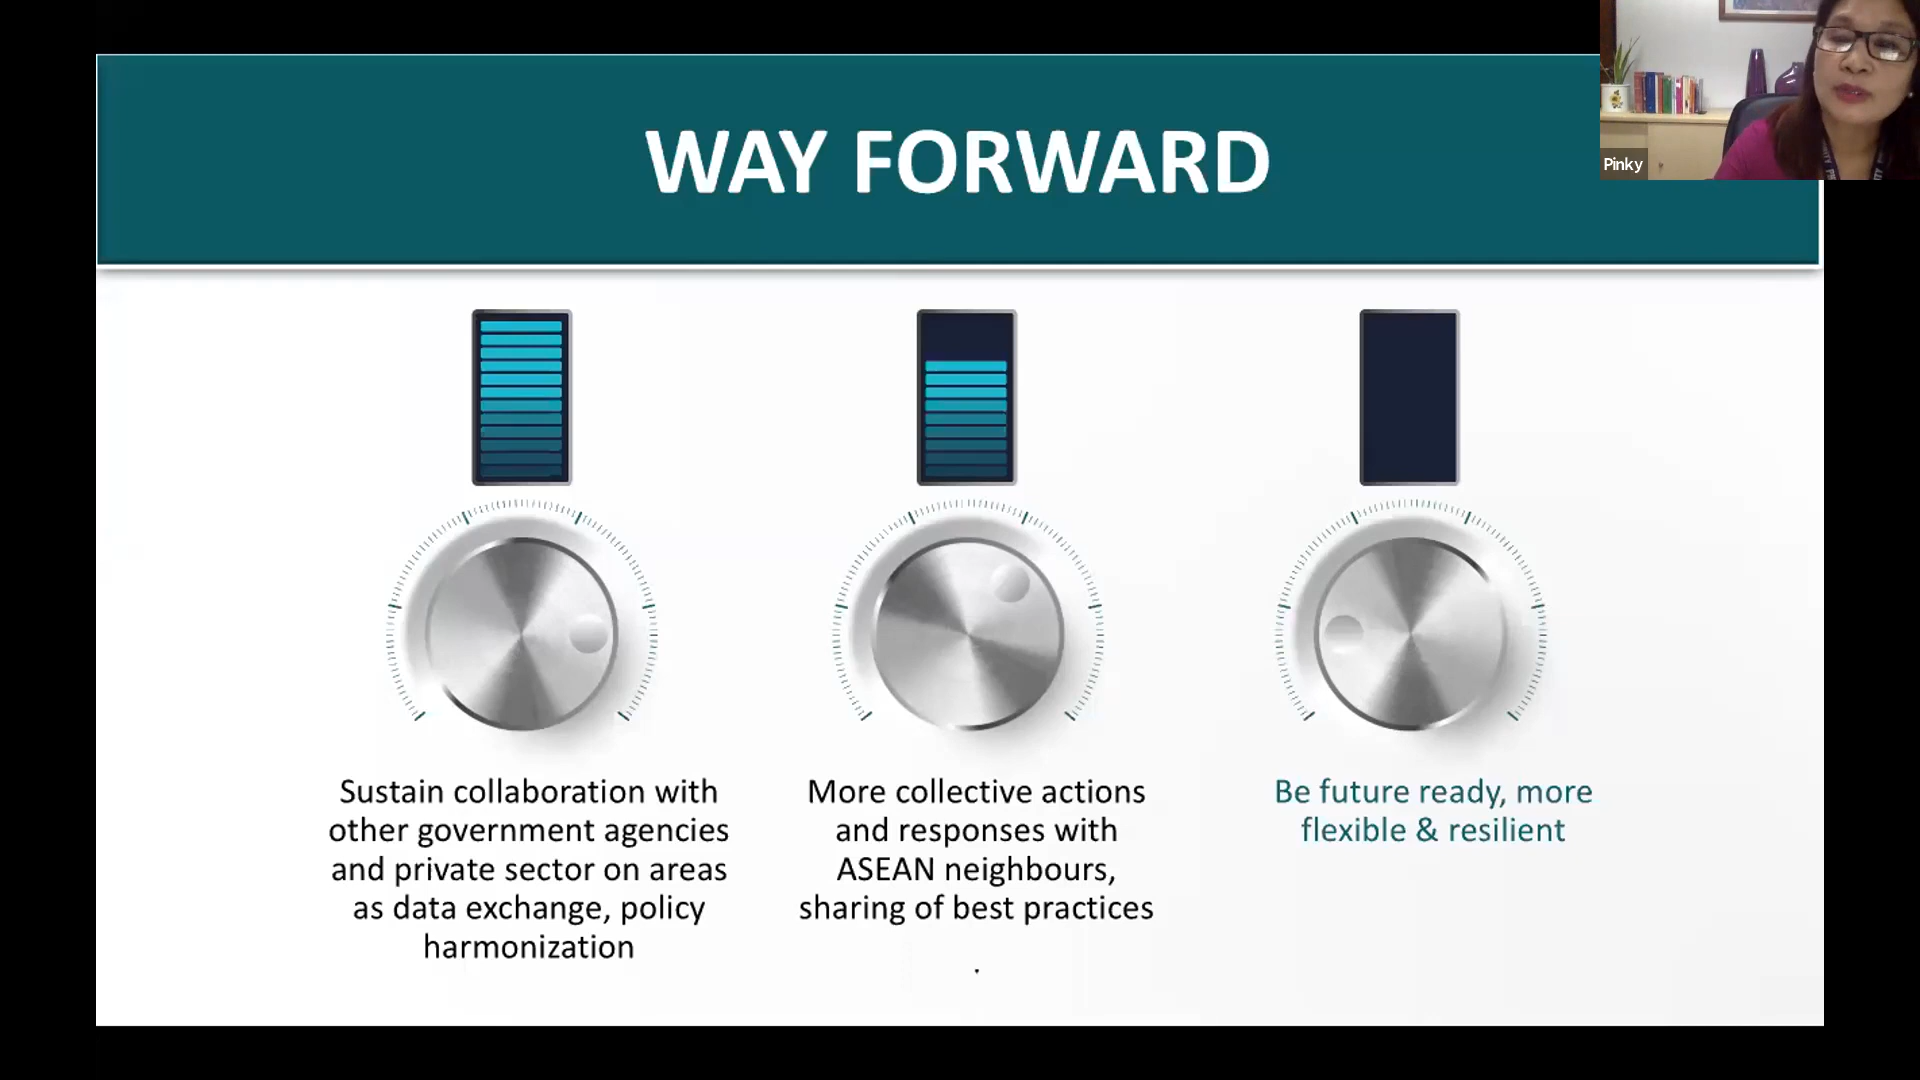 WAY FORWARD
Pinky
Sustain collaboration with
other government agencies
and private sector on areas
as data exchange, policy
harmonization
More collective actions
and responses with
ASEAN neighbours,
sharing of best practices
.
Be future ready, more
flexible & resilient